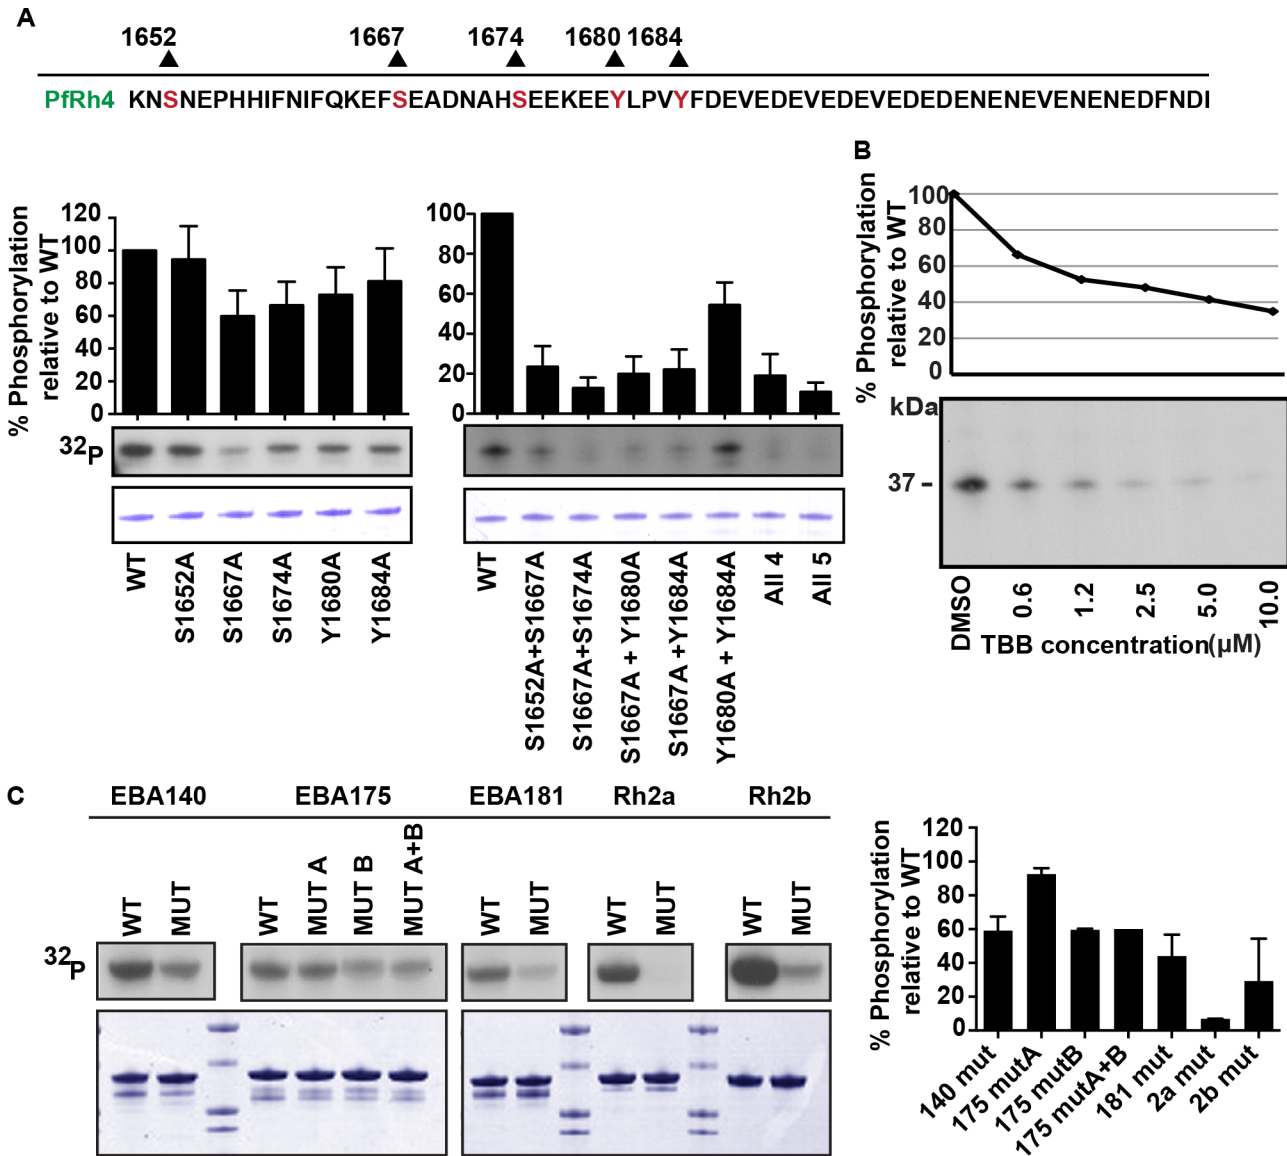 A
1652 1667 1674 1680 1684
PfRh4 KNSNEPHHIFNIFQKEFSEADNAHSEEKEEYLPVYFDEVEDEVEDEVEDEDENENEVENENEDFNDI
% Phosphorylation
relative to WT
120
100
80
60
40
20
0
32P
WT
S1652A
S1667A
S1674A
Y1680A
Y1684A
100
80
60
40
20
0
WT
S1652A+S1667A
S1667A+S1674A
S1667A + Y1680A
S1667A +Y1684A
Y1680A + Y1684A
All 4
All 5
B
% Phosphorylation
relative to WT
100
80
60
40
20
0
kDa
37
DMSO
0.6
1.2
2.5
5.0
10.0
TBB concentration(µM)
C
EBA140 EBA175 EBA181 Rh2a Rh2b
WT
MUT
WT
MUT A
MUT B
MUT A+B
WT
MUT
WT
MUT
WT
MUT
32P
% Phosphorylation
relative to WT
120
100
80
60
40
20
0
140 mut
175 mutA
175 mutB
175 mutA+B
181 mut
2a mut
2b mut